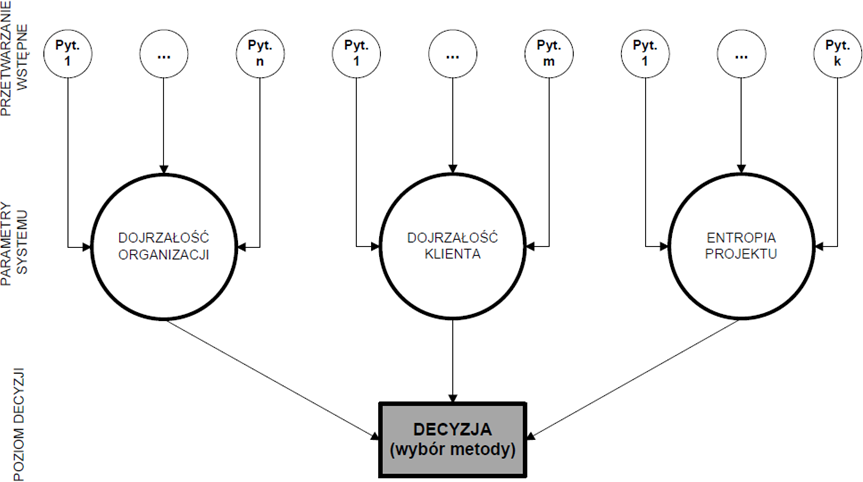 PRZETWARZANIE
WSTĘPNE
Pyt.
1
...
Pyt.
n
Pyt.
1
...
Pyt.
m
Pyt.
1
...
Pyt.
k
PARAMETRY
SYSTEMU
DOJRZAŁOŚĆ
ORGANIZACJI
DOJRZAŁOŚĆ
KLIENTA
ENTROPIA
PROJEKTU
POZIOM DECYZJI
DECYZJA
(wybór metody)